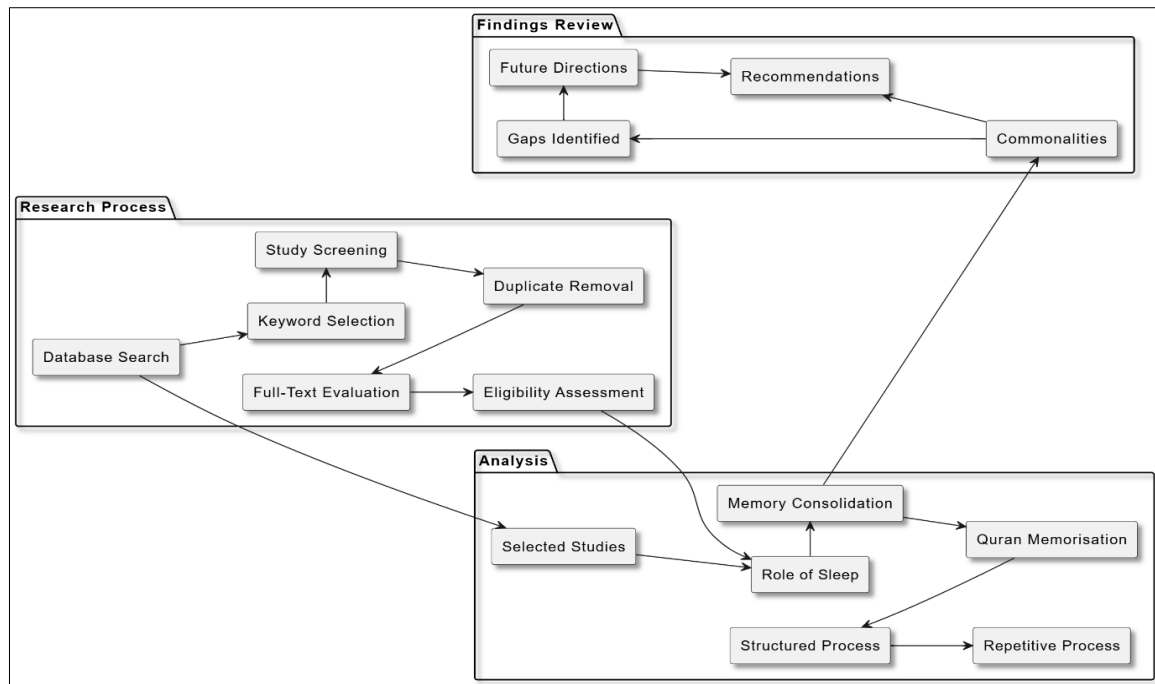 Findings Review
Future Directions
Recommendations
Gaps Identified
Commonalities
Research Process
Study Screening
Duplicate Removal
Keyword Selection
Database Search
Full-Text Evaluation
Eligibility Assessment
Analysis
Memory Consolidation
Quran Memorisation
Selected Studies
Role of Sleep
Structured Process
Repetitive Process